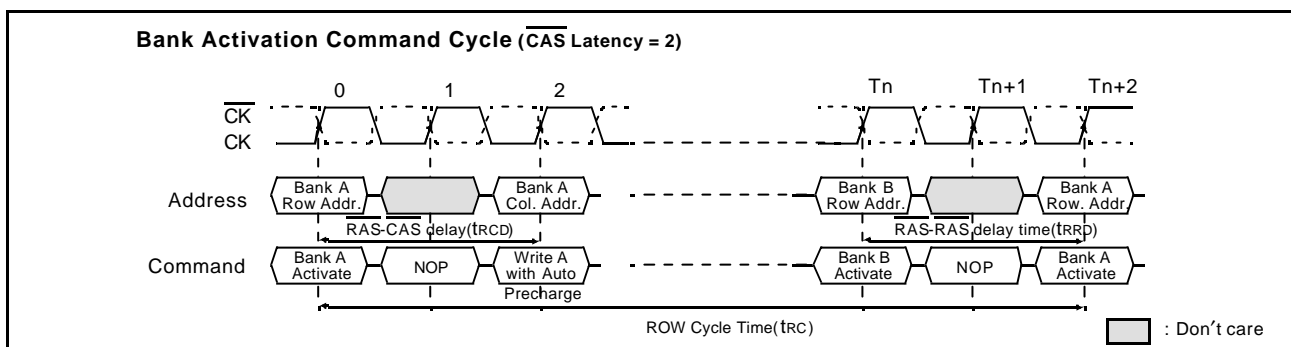 Bank Activation Command Cycle (CAS Latency = 2)
0 1 2 Tn Tn+1 Tn+2
CK
CK
Address
Bank A Row Addr.
Bank A Col. Addr.
Bank B Row Addr.
Bank A Row. Addr.
RAS-CAS delay(tRCD)
RAS-RAS delay time(tRRD)
Command
Bank A Activate
NOP
Write A with Auto Precharge
Bank B Activate
NOP
Bank A Activate
ROW Cycle Time(tRC)
: Don't care